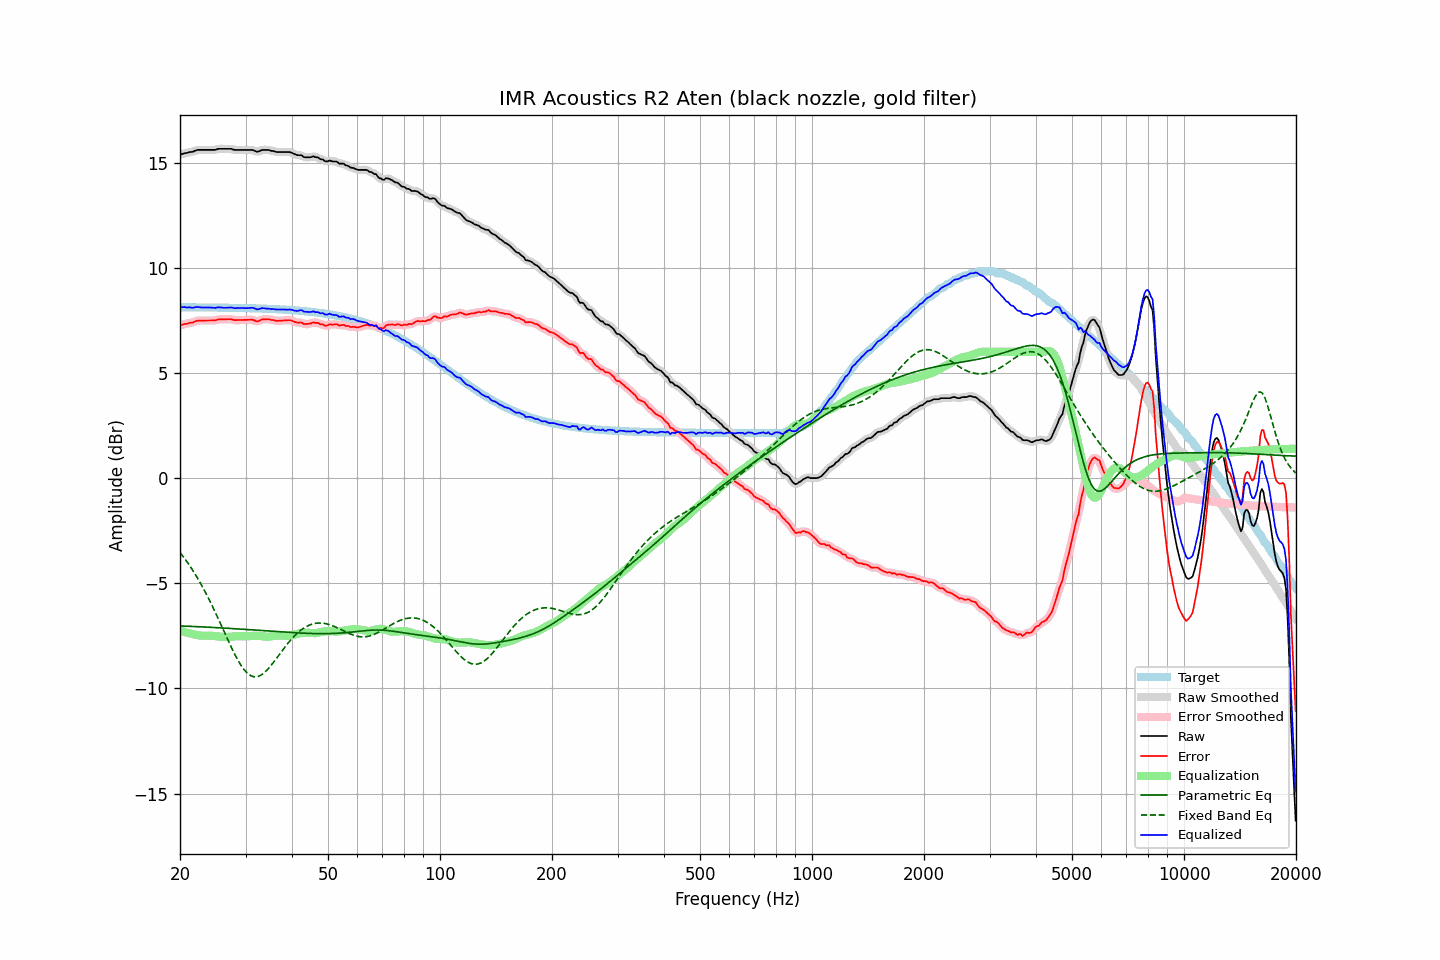 IMR Acoustics R2 Aten (black nozzle, gold filter)
15
10
5
0
−5
−10
−15
Amplitude (dBr)
20
50
100
200
500
1000
2000
5000
10000
20000
Frequency (Hz)
Target
Raw Smoothed
Error Smoothed
Raw
Error
Equalization
Parametric Eq
Fixed Band Eq
Equalized